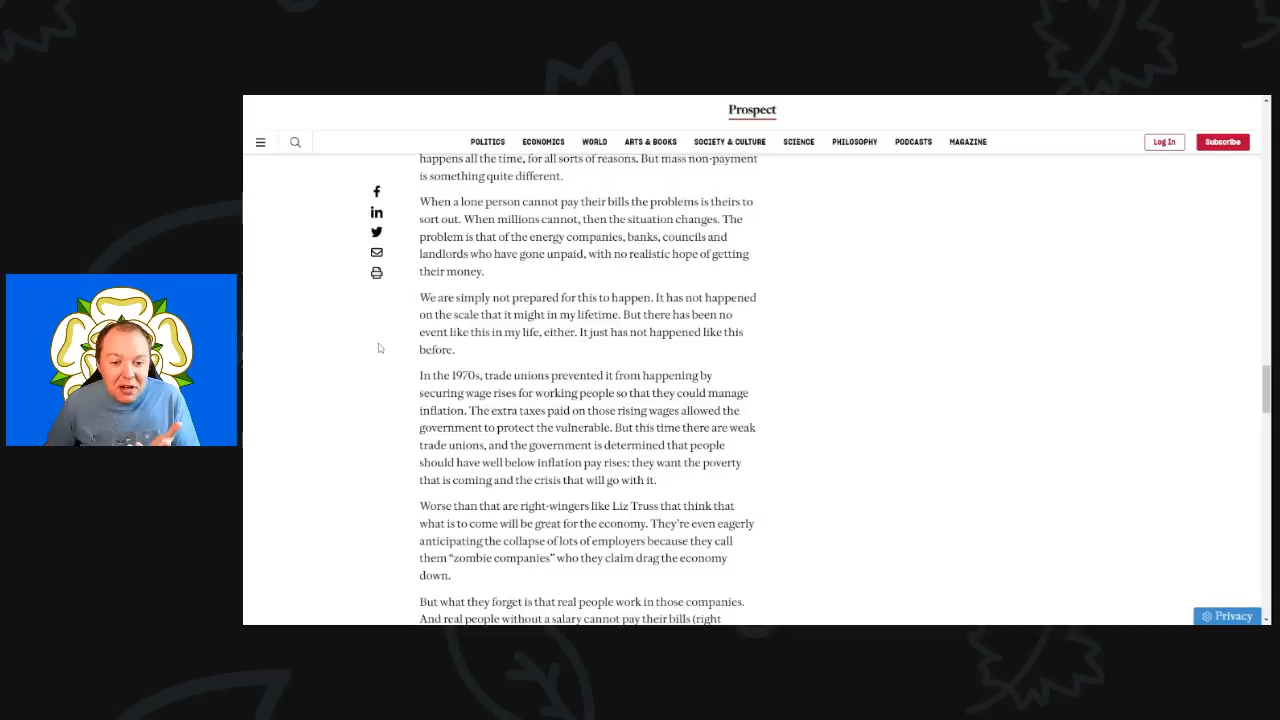 Prospect
POLITICS ECONOMICS WORLD ARTS & BOOKS SOCIETY & CULTURE SCIENCE PHILOSOPHY PODCASTS MAGAZINE Log In Subscribe
happens all the time, for all sorts of reasons. But mass non-payment
is something quite different.
When a lone person cannot pay their bills the problems is theirs to
sort out. When millions cannot, then the situation changes. The
problem is that of the energy companies, banks, councils and
landlords who have gone unpaid, with no realistic hope of getting
their money.
We are simply not prepared for this to happen. It has not happened
on the scale that it might in my lifetime. But there has been no
event like this in my life, either. It just has not happened like this
before.
In the 1970s, trade unions prevented it from happening by
securing wage rises for working people so that they could manage
inflation. The extra taxes paid on those rising wages allowed the
government to protect the vulnerable. But this time there are weak
trade unions, and the government is determined that people
should have well below inflation pay rises: they want the poverty
that is coming and the crisis that will go with it.
Worse than that are right-wingers like Liz Truss that think that
what is to come will be great for the economy. They're even eagerly
anticipating the collapse of lots of employers because they call
them “zombie companies” who they claim drag the economy
down.
But what they forget is that real people work in those companies.
And real people without a salary cannot pay their bills (right
Privacy